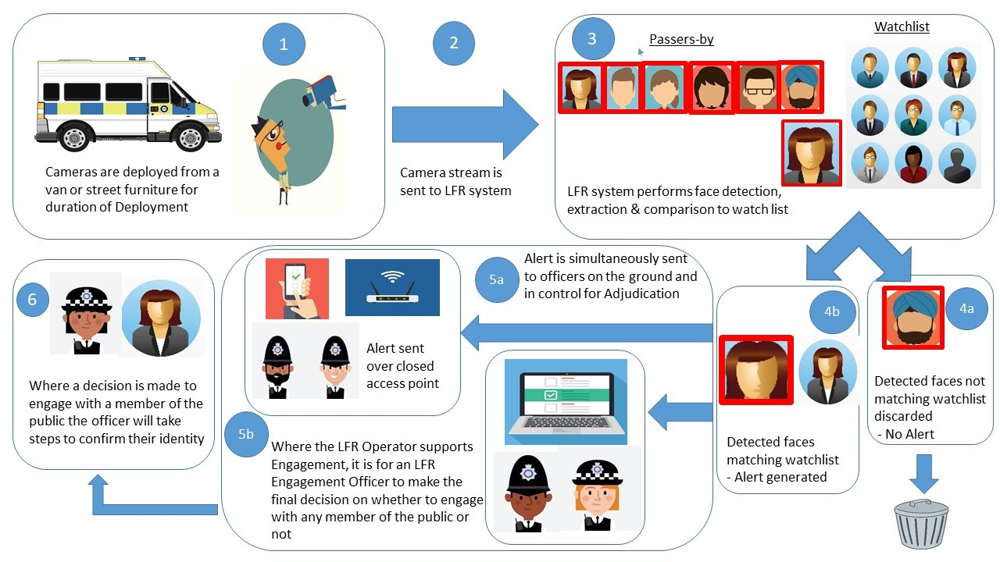 1
Cameras are deployed from a
van or street furniture for
duration of Deployment
2
Camera stream is
sent to LFR system
3
Passers-by
Watchlist
LFR system performs face detection,
extraction & comparison to watch list
4a
Detected faces not
matching watchlist
discarded
- No Alert
4b
Detected faces
matching watchlist
- Alert generated
5a
Alert is simultaneously sent
to officers on the ground and
in control for Adjudication
Alert sent
over closed
access point
5b
Where the LFR Operator supports
Engagement, it is for an LFR
Engagement Officer to make the
final decision on whether to engage
with any member of the public or
not
6
Where a decision is made to
engage with a member of the
public the officer will take
steps to confirm their identity